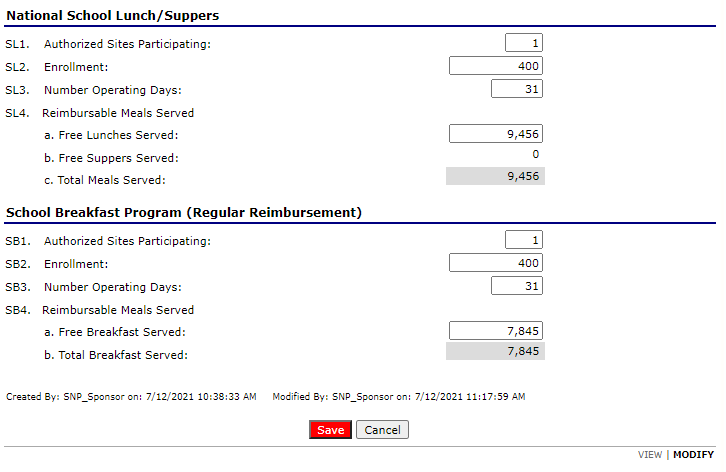 National School Lunch/Suppers
SL1. Authorized Sites Participating: 1
SL2. Enrollment: 400
SL3. Number Operating Days: 31
SL4. Reimbursable Meals Served
a. Free Lunches Served: 9,456
b. Free Suppers Served: 0
c. Total Meals Served: 9,456
School Breakfast Program (Regular Reimbursement)
SB1. Authorized Sites Participating: 1
SB2. Enrollment: 400
SB3. Number Operating Days: 31
SB4. Reimbursable Meals Served
a. Free Breakfast Served: 7,845
b. Total Breakfast Served: 7,845
Created By: SNP_Sponsor on: 7/12/2021 10:38:33 AM Modified By: SNP_Sponsor on: 7/12/2021 11:17:59 AM
Save Cancel
VIEW | MODIFY